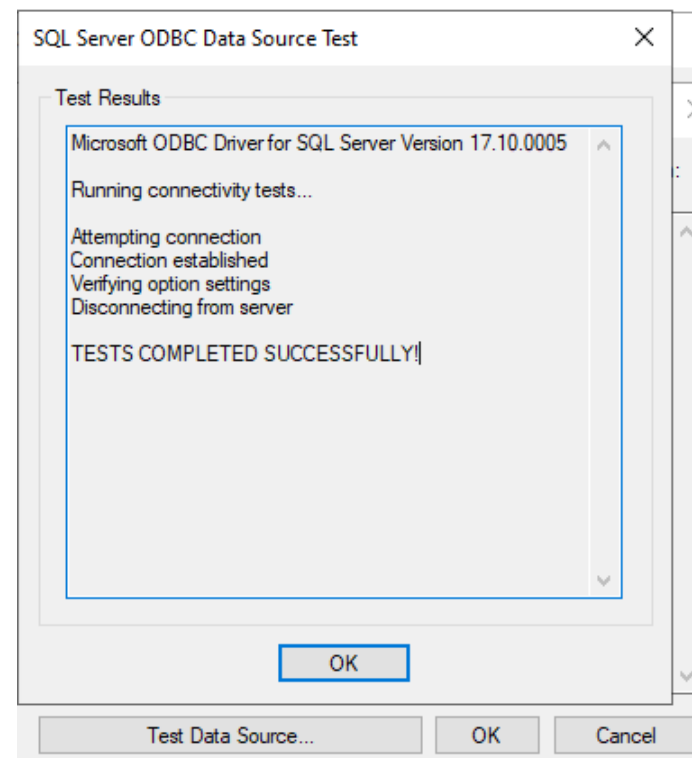 SQL Server ODBC Data Source Test
Test Results
Microsoft ODBC Driver for SQL Server Version 17.10.0005
Running connectivity tests...
Attempting connection
Connection established
Verifying option settings
Disconnecting from server
TESTS COMPLETED SUCCESSFULLY!
OK
Test Data Source...
OK
Cancel